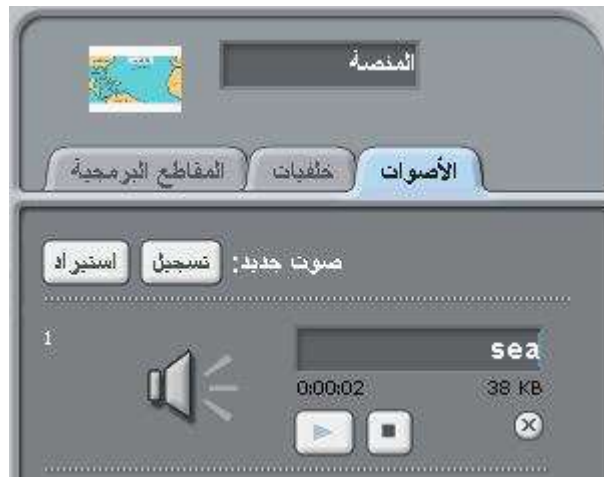 المنصة
الأصوات خلفيات المقاطع البرمجية
صوت جديد: تسجيل استيراد
1
sea
0:00:02 38 KB